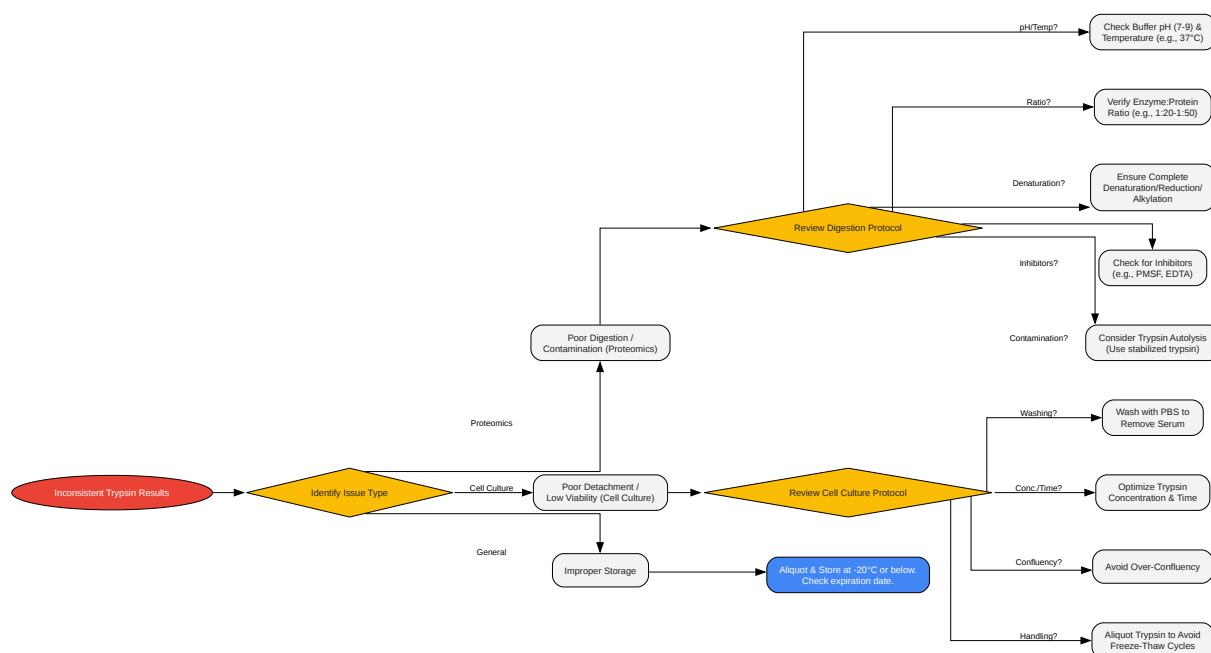 pH/Temp?
Check Buffer pH (7-9) &
Temperature (e.g., 37°C)
Ratio?
Verify Enzyme:Protein
Ratio (e.g., 1:20-1:50)
Denaturation?
Ensure Complete
Denaturation/Reduction/
Alkylation
Review Digestion Protocol
Inhibitors?
Check for Inhibitors
(e.g., PMSF, EDTA)
Poor Digestion /
Contamination (Proteomics)
Contamination?
Consider Trypsin Autolysis
(Use stabilized trypsin)
Proteomics
Washing?
Wash with PBS to
Remove Serum
Inconsistent Trypsin Results
Identify Issue Type
Cell Culture
Poor Detachment /
Low Viability (Cell Culture)
Review Cell Culture Protocol
Conc./Time?
Optimize Trypsin
Concentration & Time
General
Improper Storage
Aliquot & Store at -20°C or below.
Check expiration date.
Confluency?
Avoid Over-Confluency
Handling?
Aliquot Trypsin to Avoid
Freeze-Thaw Cycles